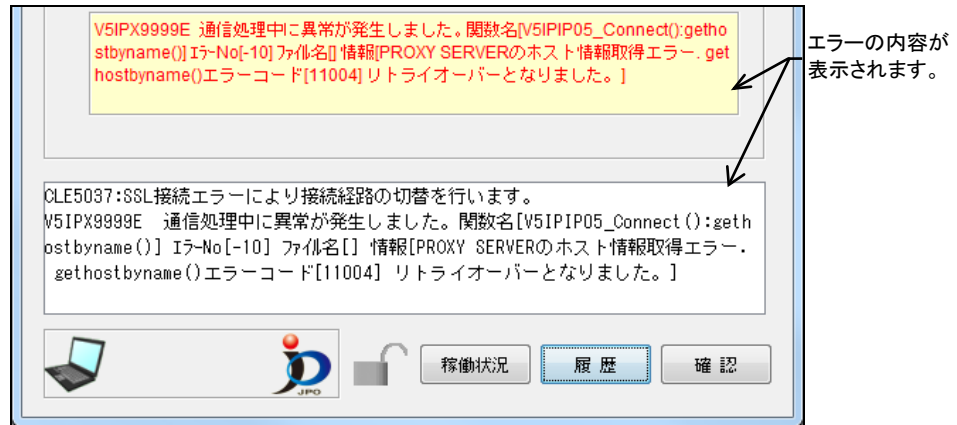 V5IPX9999E 通信処理中に異常が発生しました。関数名[V5IPIP05_Connect():getho
stbyname()] ｴﾗｰNo[-10] ﾌｧｲﾙ名[] 情報[PROXY SERVERのホスト情報取得エラー. get
hostbyname()エラーコード[11004] リトライオーバーとなりました。]
エラーの内容が
表示されます。
CLE5037:SSL接続エラーにより接続経路の切替を行います。
V5IPX9999E　通信処理中に異常が発生しました。関数名[V5IPIP05_Connect():geth
ostbyname()] ｴﾗｰNo[-10] ﾌｧｲﾙ名[] 情報[PROXY SERVERのホスト情報取得エラー.
gethostbyname()エラーコード[11004] リトライオーバーとなりました。]
JPO
稼働状況
履 歴
確 認